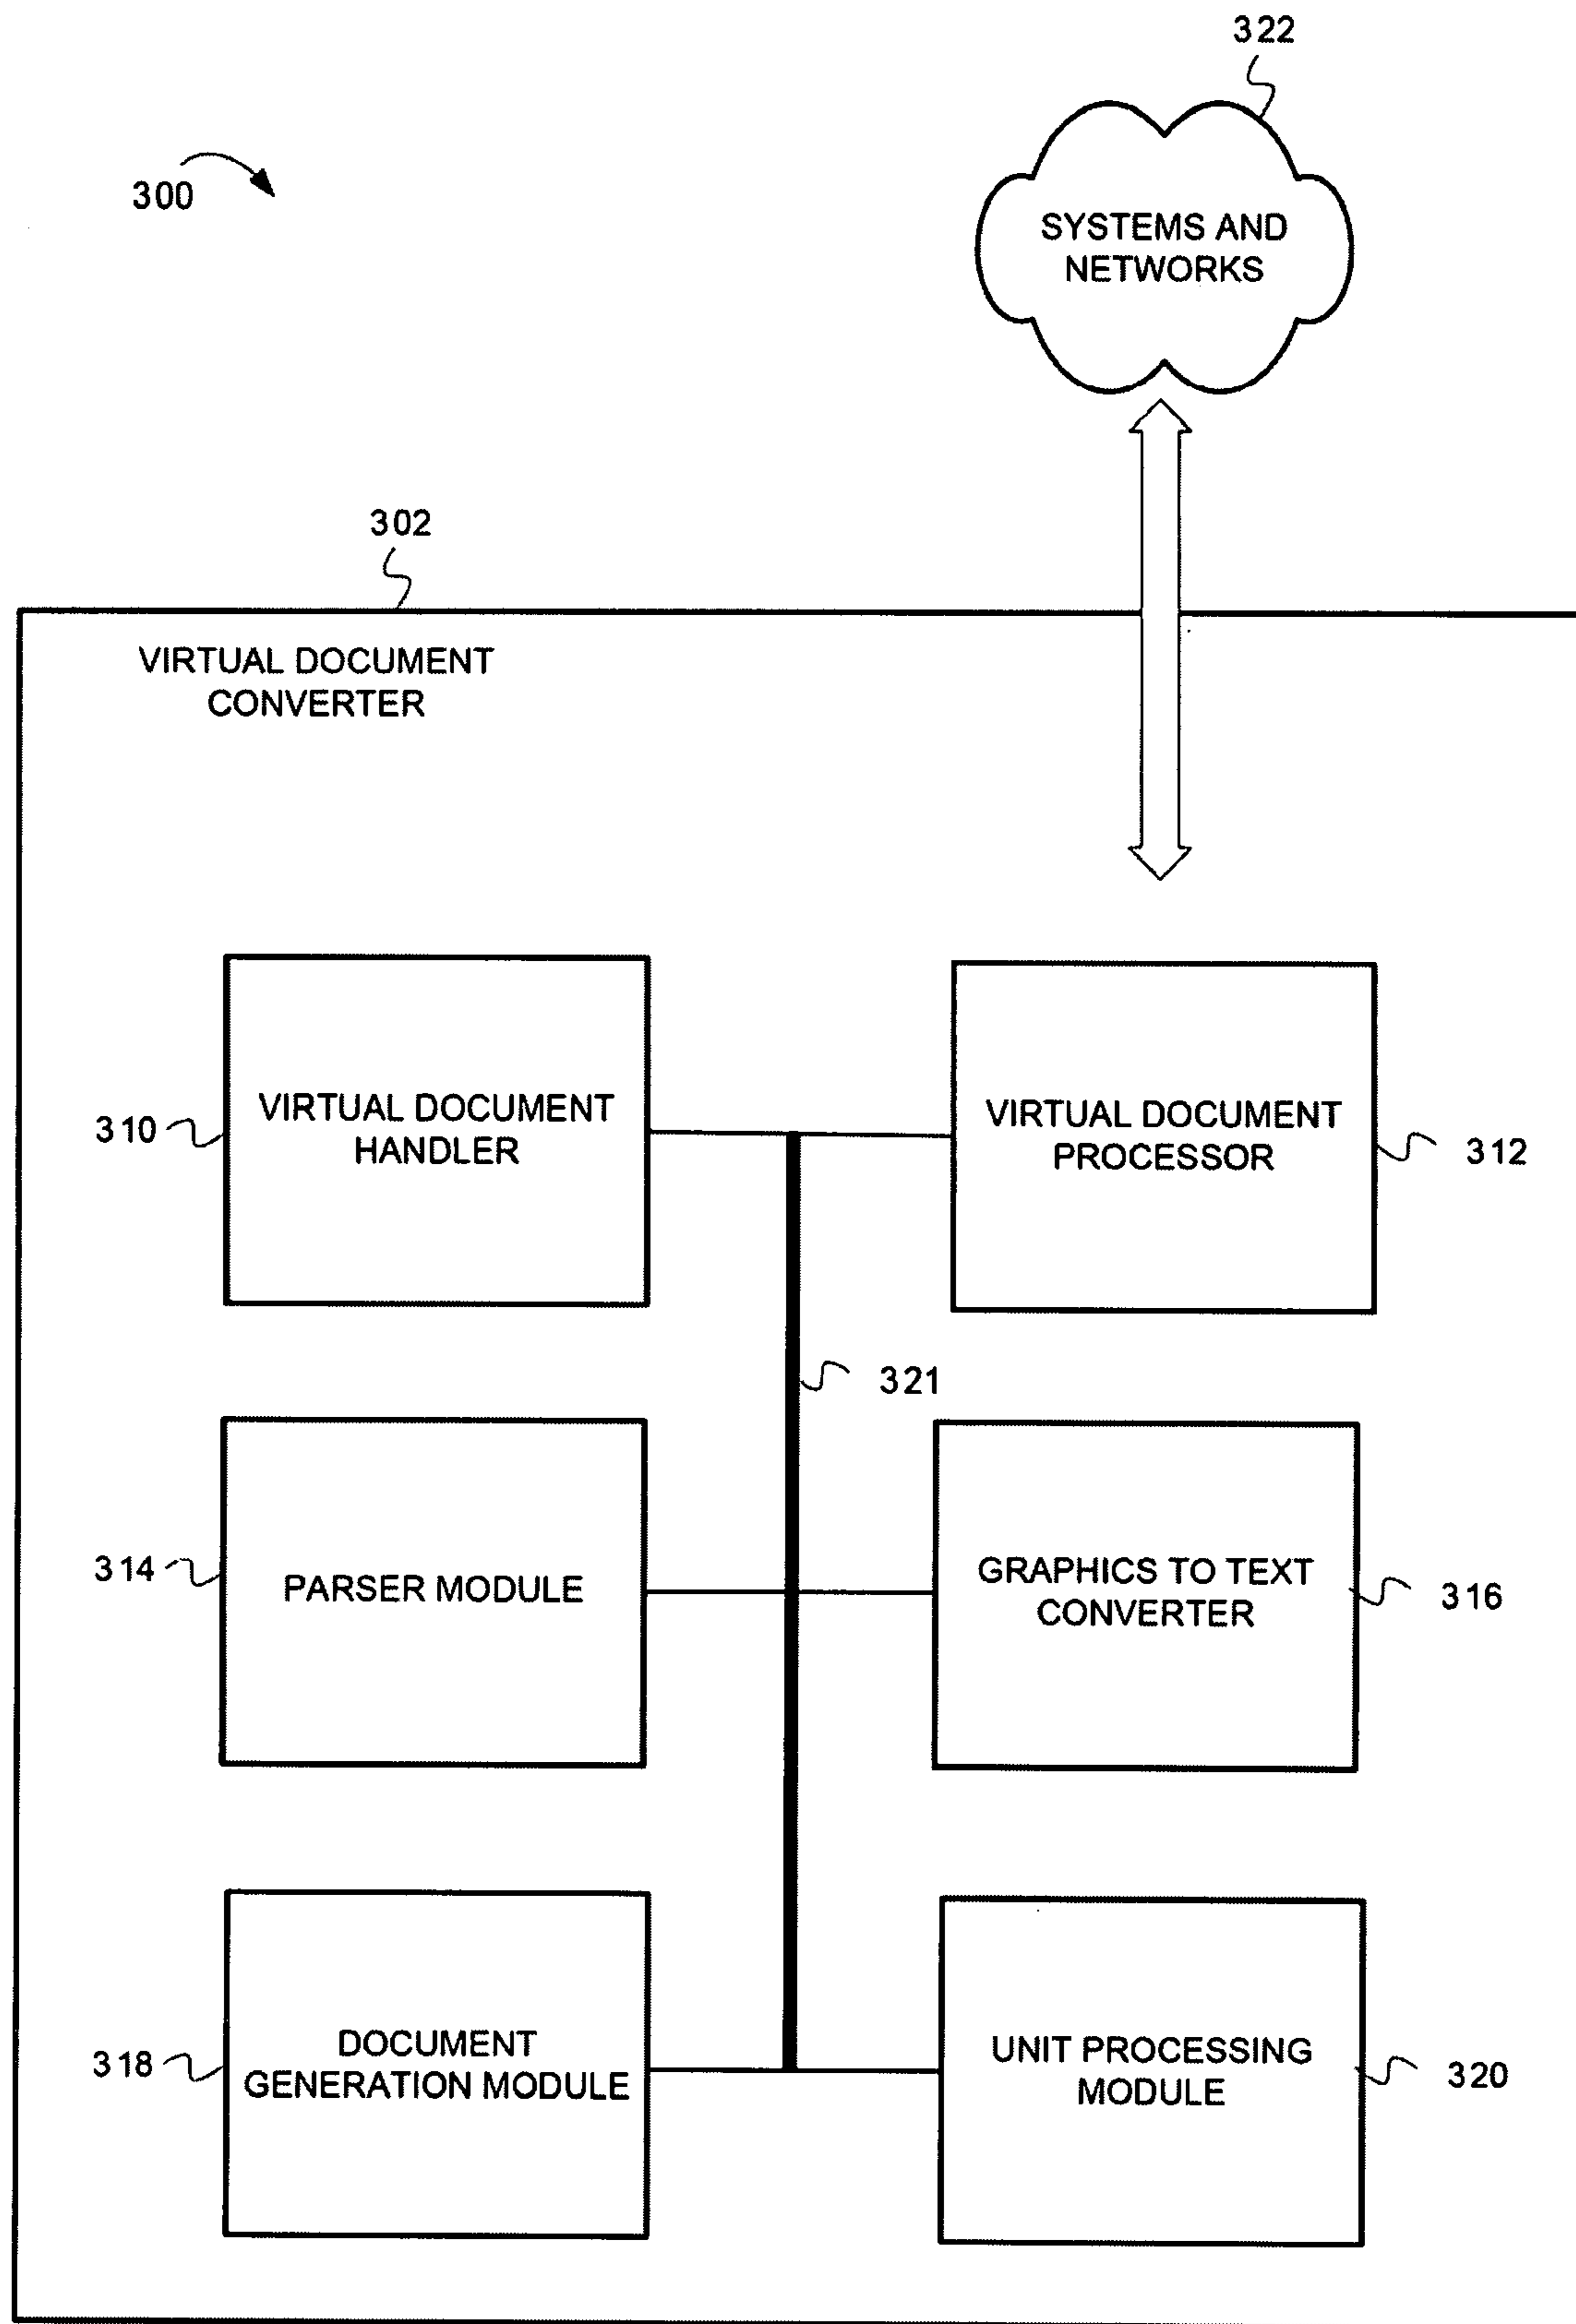 322
300
SYSTEMS AND
NETWORKS
302
VIRTUAL DOCUMENT
CONVERTER
310
VIRTUAL DOCUMENT
HANDLER
VIRTUAL DOCUMENT
PROCESSOR
312
321
314
PARSER MODULE
GRAPHICS TO TEXT
CONVERTER
316
318
DOCUMENT
GENERATION MODULE
UNIT PROCESSING
MODULE
320